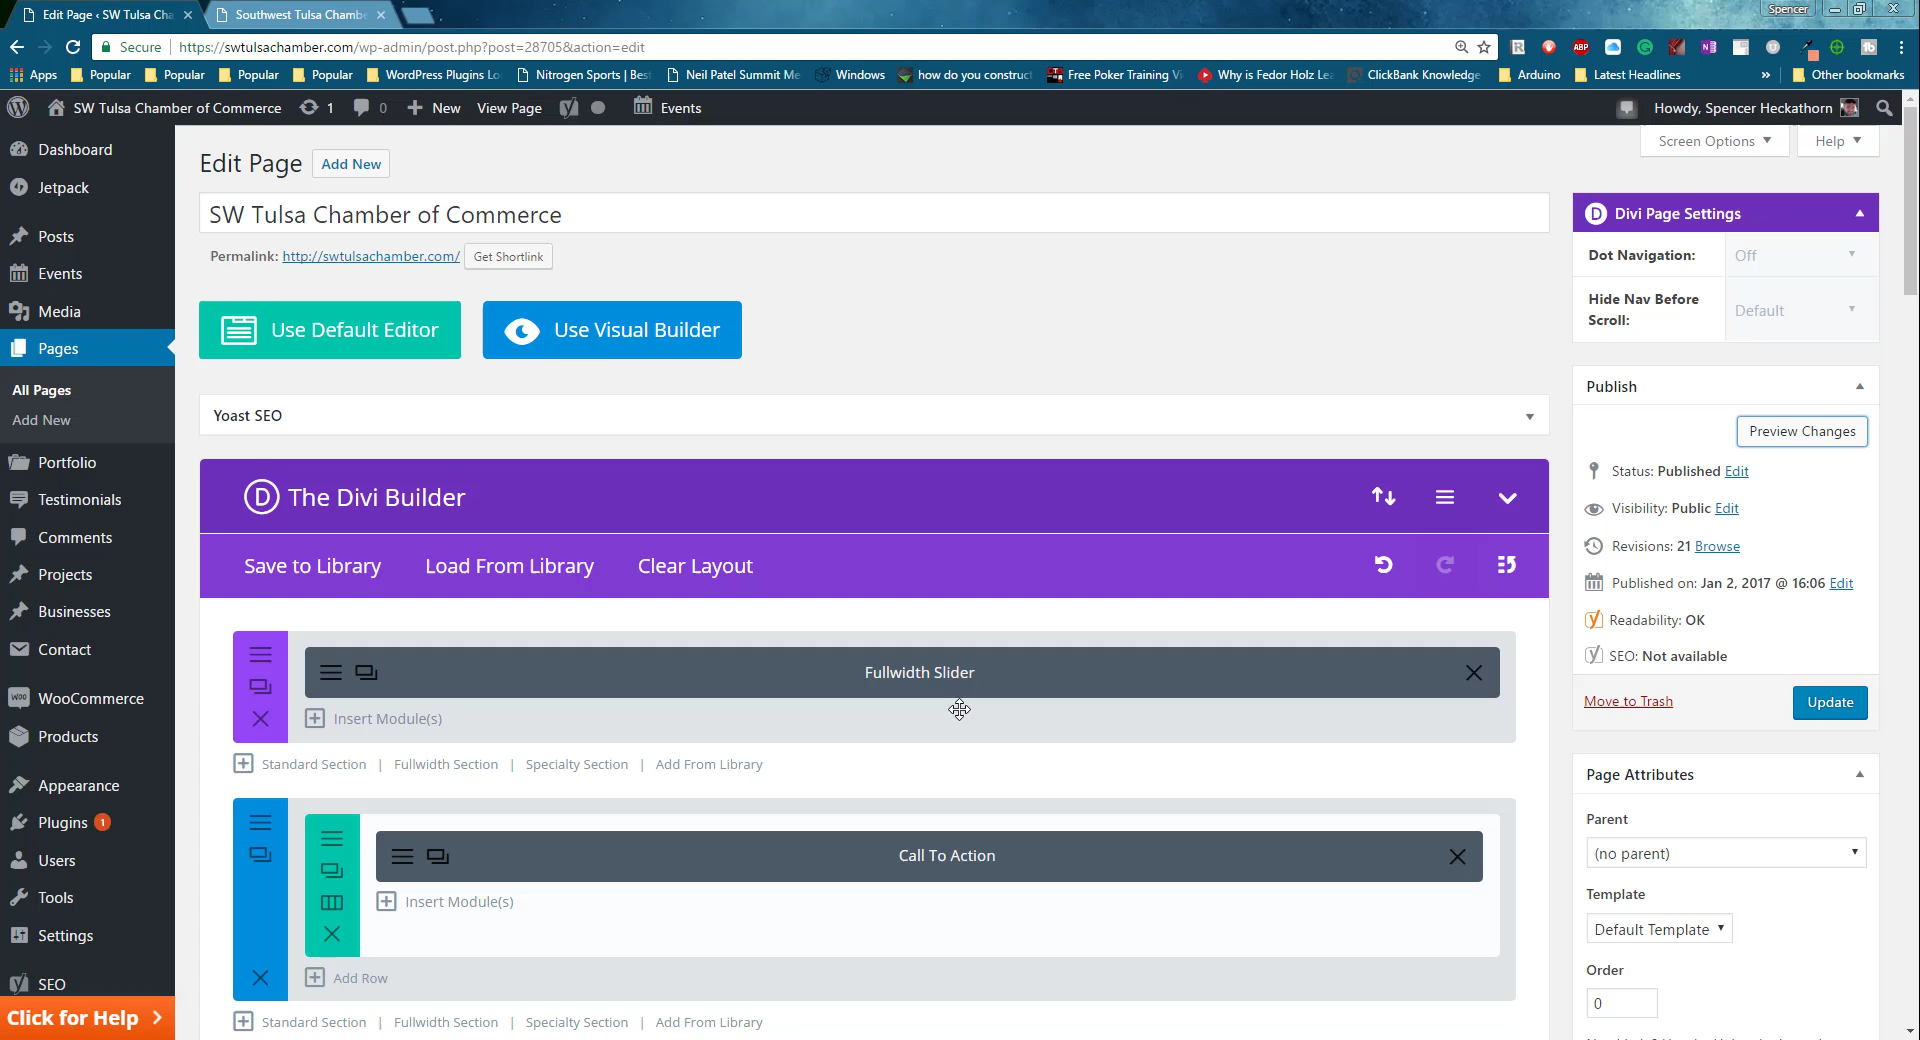 Edit Page ‹ SW Tulsa Cha
Southwest Tulsa Chambe
Spencer
Secure
https://swtulsachamber.com/wp-admin/post.php?post=28705&action=edit
Apps
Popular
Popular
Popular
Popular
WordPress Plugins Lo
Nitrogen Sports | Bes
Neil Patel Summit Me
Windows
how do you construc
Free Poker Training Vi
Why is Fedor Holz Lea
ClickBank Knowledge
Arduino
Latest Headlines
»
Other bookmarks
SW Tulsa Chamber of Commerce
1
0
New
View Page
Events
Howdy, Spencer Heckathorn
Screen Options
Help
Dashboard
Jetpack
Posts
Events
Media
Pages
All Pages
Add New
Portfolio
Testimonials
Comments
Projects
Businesses
Contact
WooCommerce
Products
Appearance
Plugins 1
Users
Tools
Settings
SEO
Click for Help
Edit Page
Add New
SW Tulsa Chamber of Commerce
Permalink: http://swtulsachamber.com/
Get Shortlink
Use Default Editor
Use Visual Builder
Yoast SEO
The Divi Builder
Save to Library
Load From Library
Clear Layout
Fullwidth Slider
Insert Module(s)
Standard Section | Fullwidth Section | Specialty Section | Add From Library
Call To Action
Insert Module(s)
Add Row
Standard Section | Fullwidth Section | Specialty Section | Add From Library
Divi Page Settings
Dot Navigation:
Off
Hide Nav Before
Scroll:
Default
Publish
Preview Changes
Status: Published Edit
Visibility: Public Edit
Revisions: 21 Browse
Published on: Jan 2, 2017 @ 16:06 Edit
Readability: OK
SEO: Not available
Move to Trash
Update
Page Attributes
Parent
(no parent)
Template
Default Template
Order
0